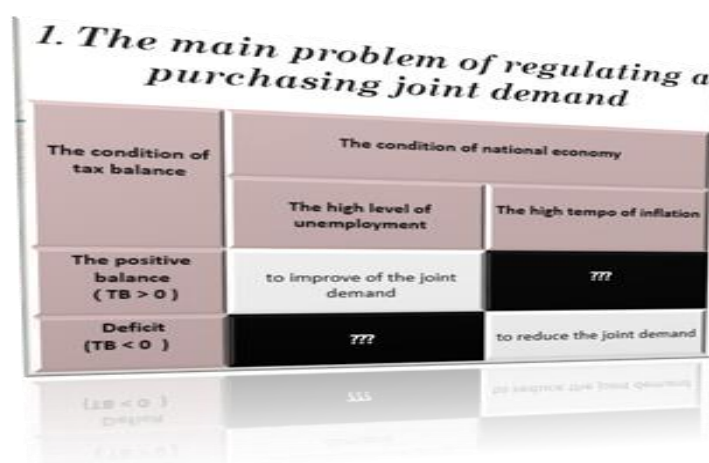 1. The main problem of regulating a
purchasing joint demand
The condition of
tax balance
The condition of national economy
The high level of
unemployment
The high tempo of inflation
The positive
balance
( TB > 0 )
to improve of the joint
demand
???
Deficit
(TB < 0 )
???
to reduce the joint demand